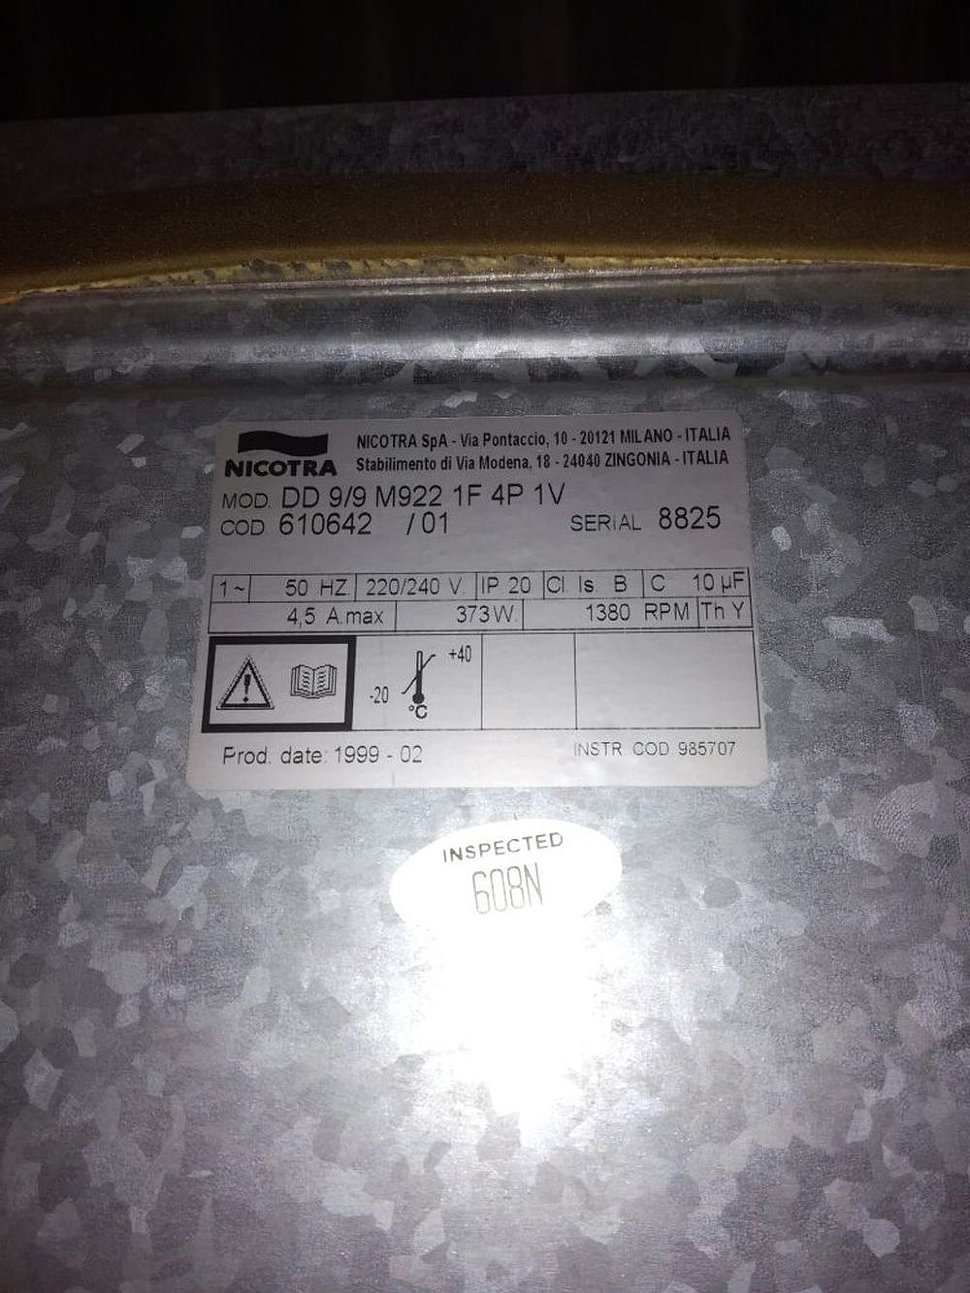 NICOTRA
NICOTRA SpA - Via Pontaccio, 10 - 20121 MILANO - ITALIA
Stabilimento di Via Modena, 18 - 24040 ZINGONIA - ITALIA
MOD. DD 9/9 M922 1F 4P 1V
COD 610642 /01 SERIAL 8825
1~ 50 HZ 220/240 V. IP 20 Cl Is B C 10 µF
4,5 A.max 373W. 1380 RPM Th Y
-20 +40
°C
Prod. date: 1999 - 02 INSTR COD 985707
INSPECTED
608N